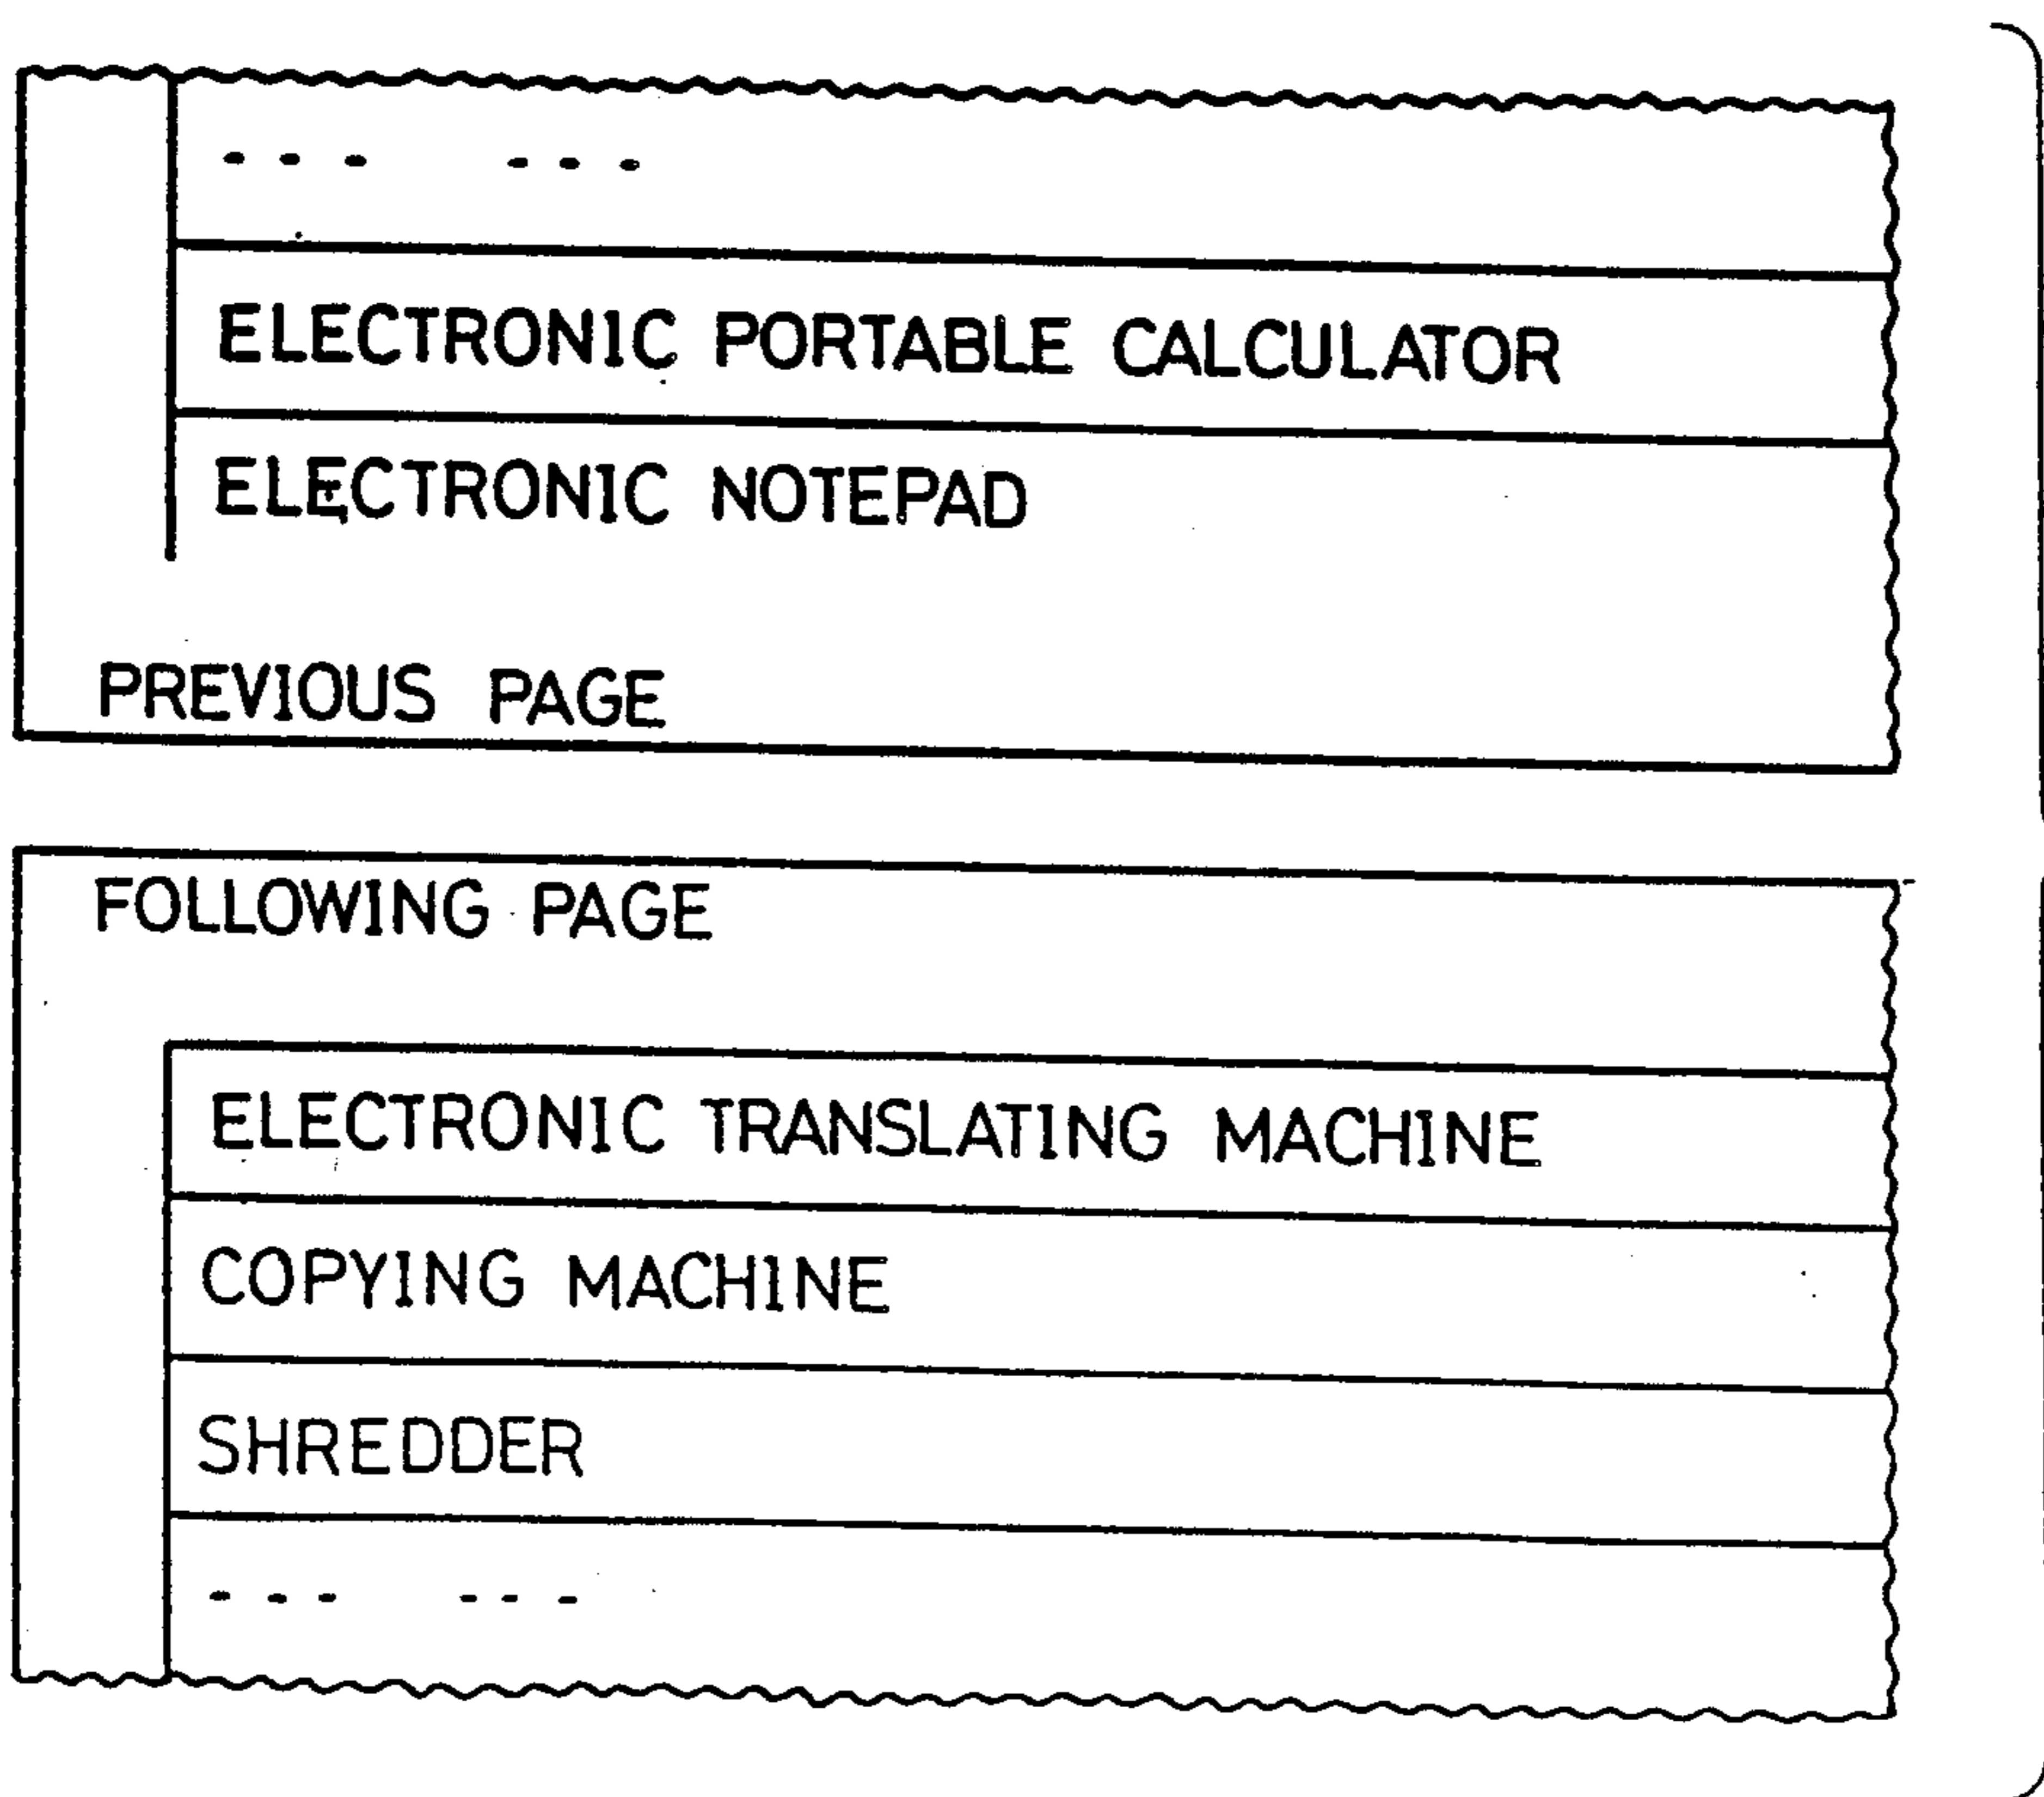 --- ---
ELECTRONIC PORTABLE CALCULATOR
ELECTRONIC NOTEPAD
PREVIOUS PAGE
FOLLOWING PAGE
ELECTRONIC TRANSLATING MACHINE
COPYING MACHINE
SHREDDER
--- ---